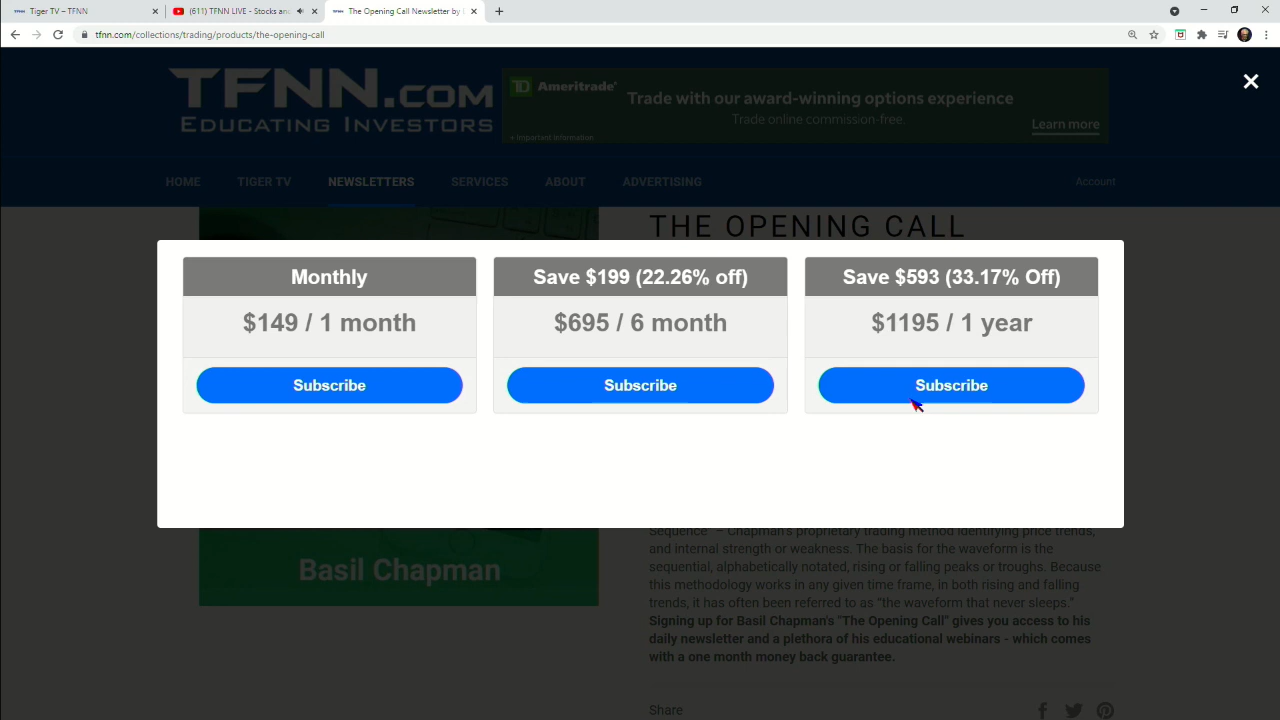 Tiger TV – TFNN
(611) TFNN LIVE - Stocks and
The Opening Call Newsletter by
tfnn.com/collections/trading/products/the-opening-call
TFNN.COM
EDUCATING INVESTORS
TD Ameritrade
Trade with our award-winning options experience
Trade online commission-free.
+ Important Information
Learn more
HOME
TIGER TV
NEWSLETTERS
SERVICES
ABOUT
ADVERTISING
Account
THE OPENING CALL
Monthly
$149 / 1 month
Subscribe
Save $199 (22.26% off)
$695 / 6 month
Subscribe
Save $593 (33.17% Off)
$1195 / 1 year
Subscribe
Basil Chapman
Sequence" – Chapman's proprietary trading method identifying price trends,
and internal strength or weakness. The basis for the waveform is the
sequential, alphabetically notated, rising or falling peaks or troughs. Because
this methodology works in any given time frame, in both rising and falling
trends, it has often been referred to as "the waveform that never sleeps."
Signing up for Basil Chapman's "The Opening Call" gives you access to his
daily newsletter and a plethora of his educational webinars - which comes
with a one month money back guarantee.
Share